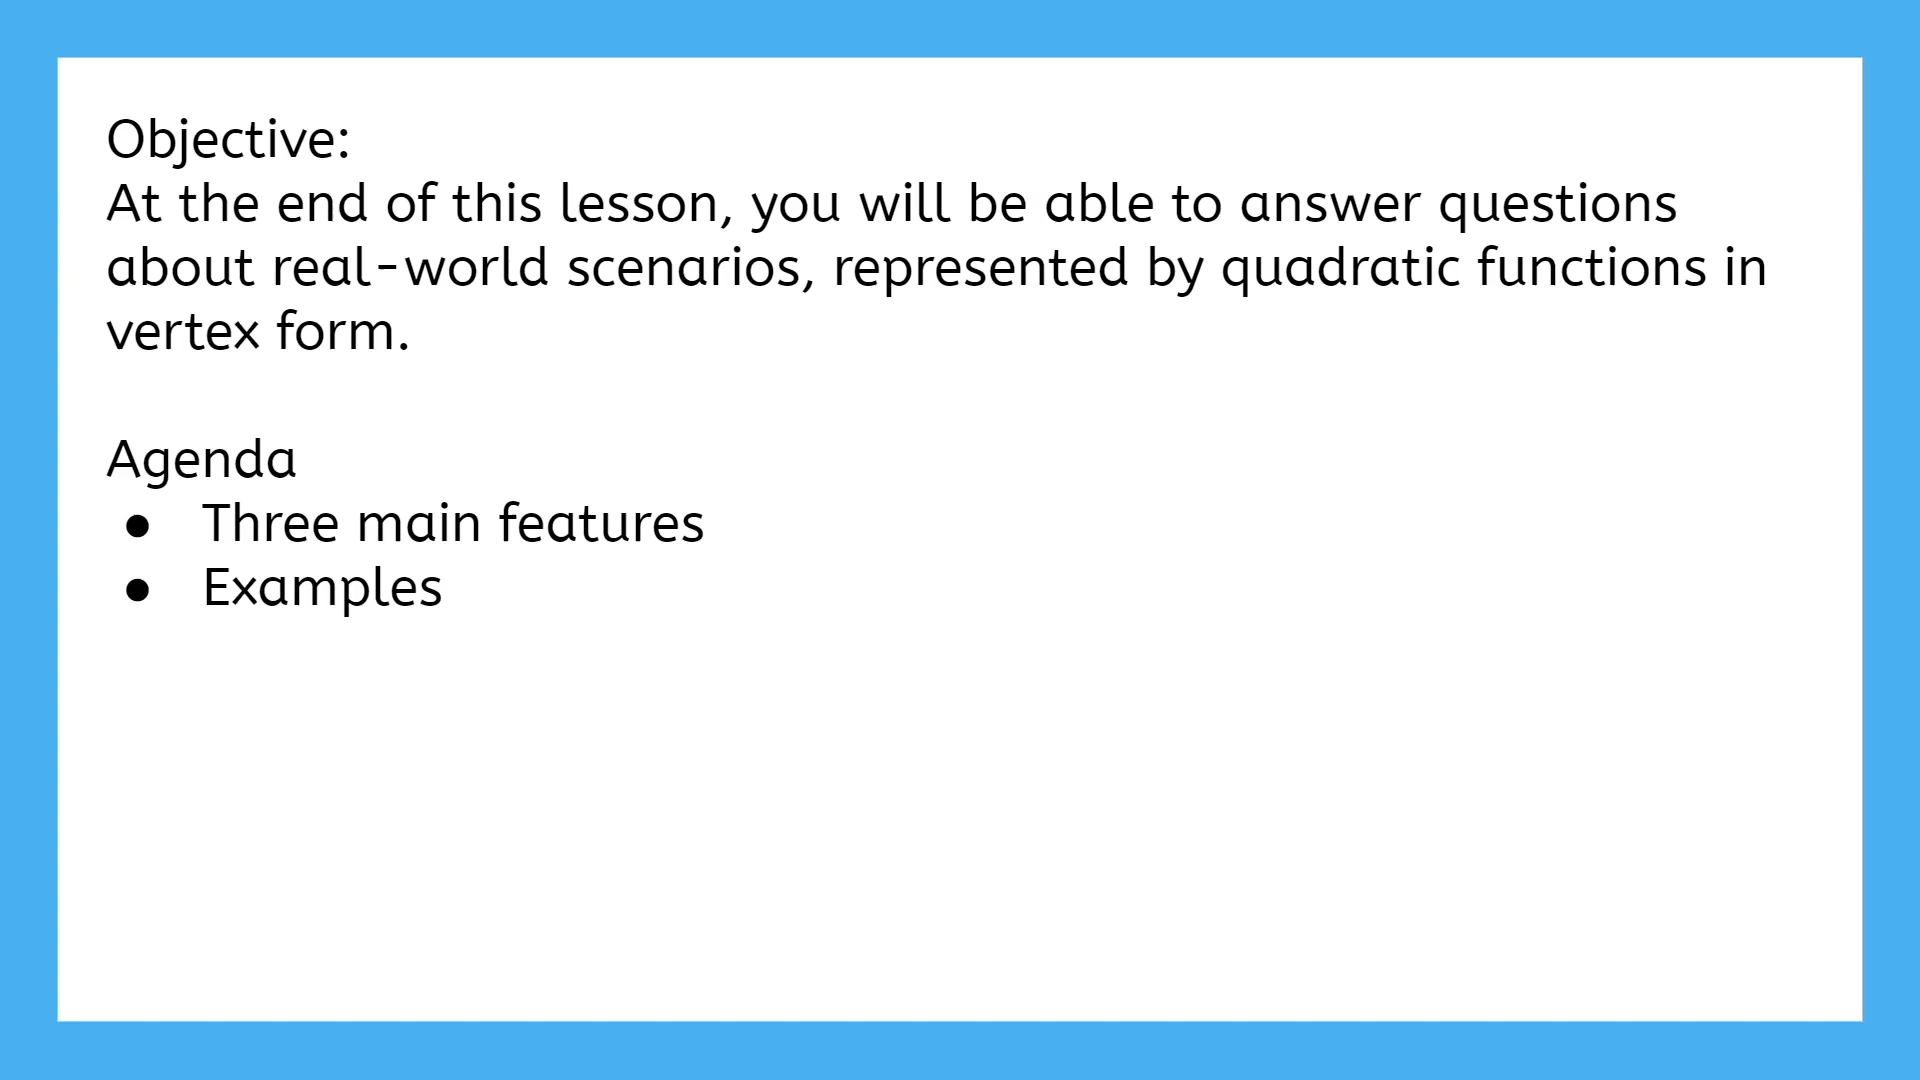 Objective:
At the end of this lesson, you will be able to answer questions
about real-world scenarios, represented by quadratic functions in
vertex form.
Agenda
● Three main features
● Examples